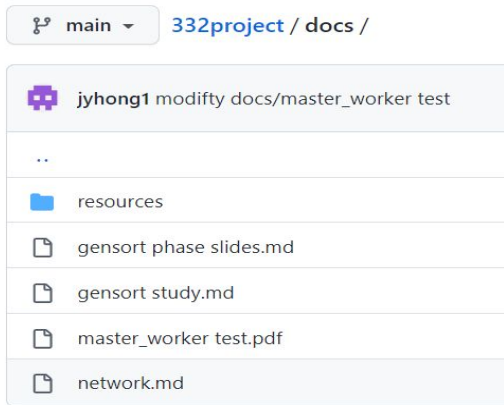 main 332project / docs /
jyhong1 modifty docs/master_worker test
..
resources
gensort phase slides.md
gensort study.md
master_worker test.pdf
network.md